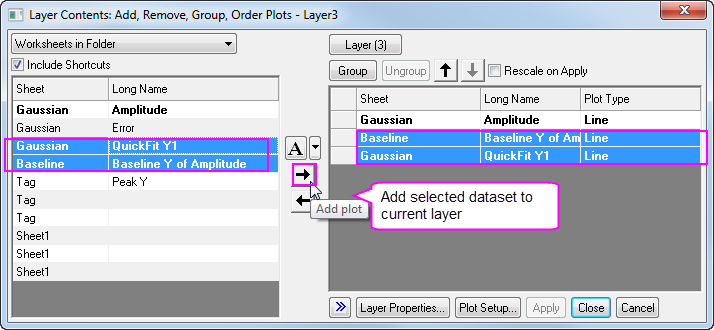 Layer Contents: Add, Remove, Group, Order Plots - Layer3
Worksheets in Folder
Include Shortcuts
Sheet Long Name
Gaussian Amplitude
Gaussian Error
Gaussian QuickFit Y1
Baseline Baseline Y of Amplitude
Tag Peak Y
Tag
Tag
Sheet1
Sheet1
Sheet1
A
Add plot
Layer (3)
Group Ungroup Rescale on Apply
Sheet Long Name Plot Type
Gaussian Amplitude Line
Baseline Baseline Y of Am Line
Gaussian QuickFit Y1 Line
Add selected dataset to
current layer
Layer Properties... Plot Setup... Apply Close Cancel